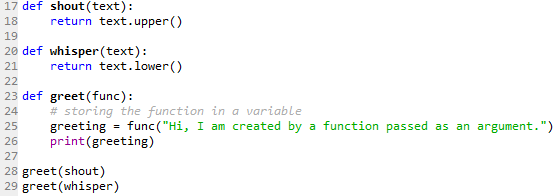 17 def shout(text):
18     return text.upper()
19
20 def whisper(text):
21     return text.lower()
22
23 def greet(func):
24     # storing the function in a variable
25     greeting = func("Hi, I am created by a function passed as an argument.")
26     print(greeting)
27
28 greet(shout)
29 greet(whisper)